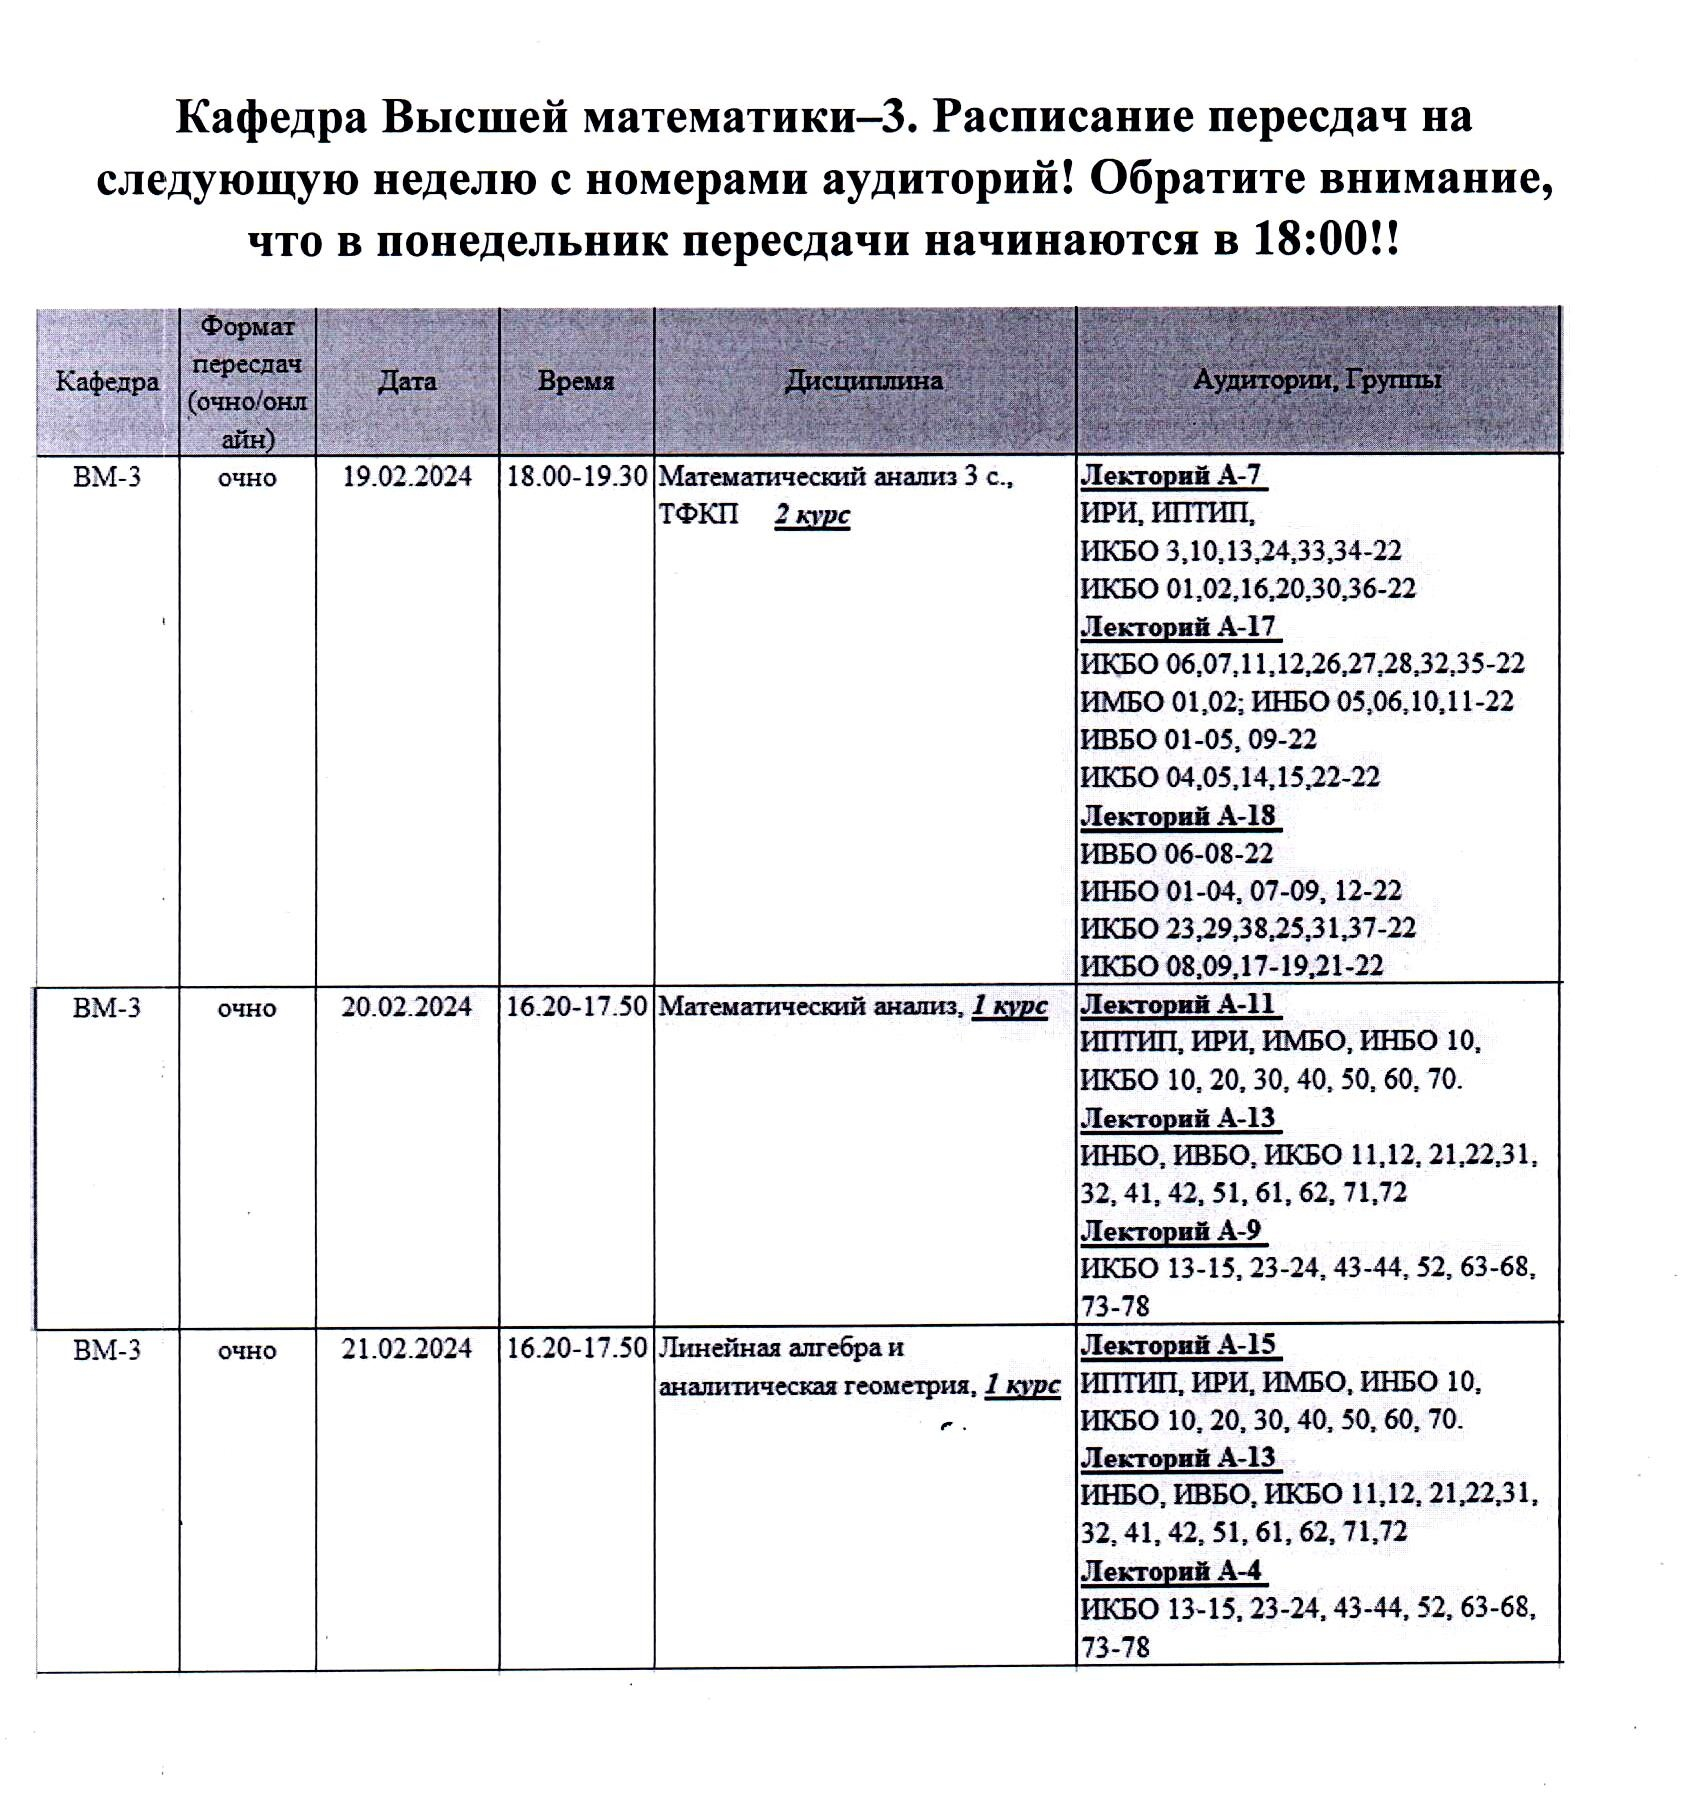 Кафедра Высшей математики–3. Расписание пересдач на
следующую неделю с номерами аудиторий! Обратите внимание,
что в понедельник пересдачи начинаются в 18:00!!
Кафедра
Формат
пересдач
(очно/онл
айн)
Дата
Время
Дисциплина
Аудитории, Группы
ВМ-3
очно
19.02.2024
18.00-19.30
Математический анализ 3 с.,
ТФКП 2 курс
Лекторий А-7
ИРИ, ИПТИП,
ИКБО 3,10,13,24,33,34-22
ИКБО 01,02,16,20,30,36-22
Лекторий А-17
ИКБО 06,07,11,12,26,27,28,32,35-22
ИМБО 01,02; ИНБО 05,06,10,11-22
ИВБО 01-05, 09-22
ИКБО 04,05,14,15,22-22
Лекторий А-18
ИВБО 06-08-22
ИНБО 01-04, 07-09, 12-22
ИКБО 23,29,38,25,31,37-22
ИКБО 08,09,17-19,21-22
ВМ-3
очно
20.02.2024
16.20-17.50
Математический анализ, 1 курс
Лекторий А-11
ИПТИП, ИРИ, ИМБО, ИНБО 10,
ИКБО 10, 20, 30, 40, 50, 60, 70.
Лекторий А-13
ИНБО, ИВБО, ИКБО 11,12, 21,22,31,
32, 41, 42, 51, 61, 62, 71,72
Лекторий А-9
ИКБО 13-15, 23-24, 43-44, 52, 63-68,
73-78
ВМ-3
очно
21.02.2024
16.20-17.50
Линейная алгебра и
аналитическая геометрия, 1 курс
Лекторий А-15
ИПТИП, ИРИ, ИМБО, ИНБО 10,
ИКБО 10, 20, 30, 40, 50, 60, 70.
Лекторий А-13
ИНБО, ИВБО, ИКБО 11,12, 21,22,31,
32, 41, 42, 51, 61, 62, 71,72
Лекторий А-4
ИКБО 13-15, 23-24, 43-44, 52, 63-68,
73-78